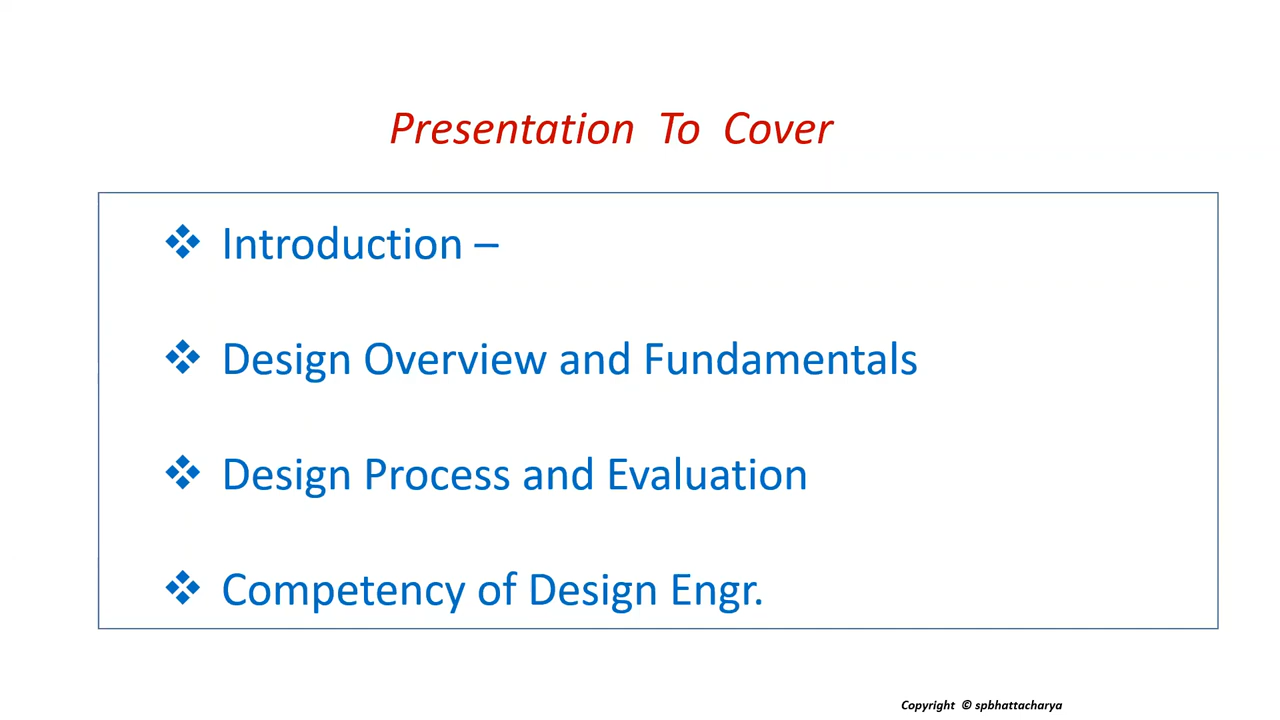 Presentation To Cover
❖ Introduction –
❖ Design Overview and Fundamentals
❖ Design Process and Evaluation
❖ Competency of Design Engr.
Copyright © spbhattacharya